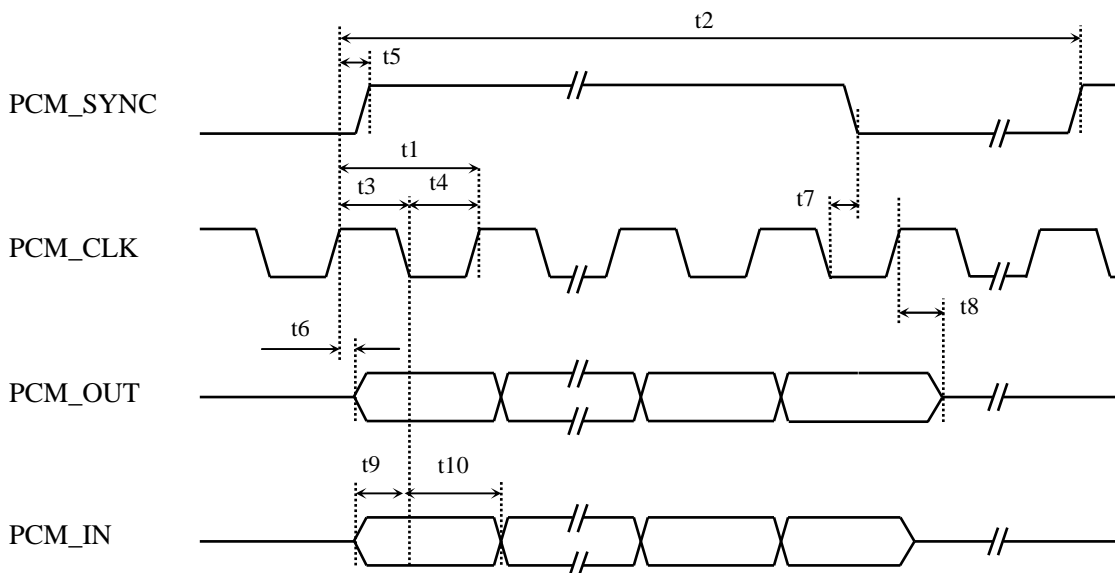 t2
t5
PCM_SYNC
t1
t3 t4
t7
PCM_CLK
t8
t6
PCM_OUT
t9 t10
PCM_IN